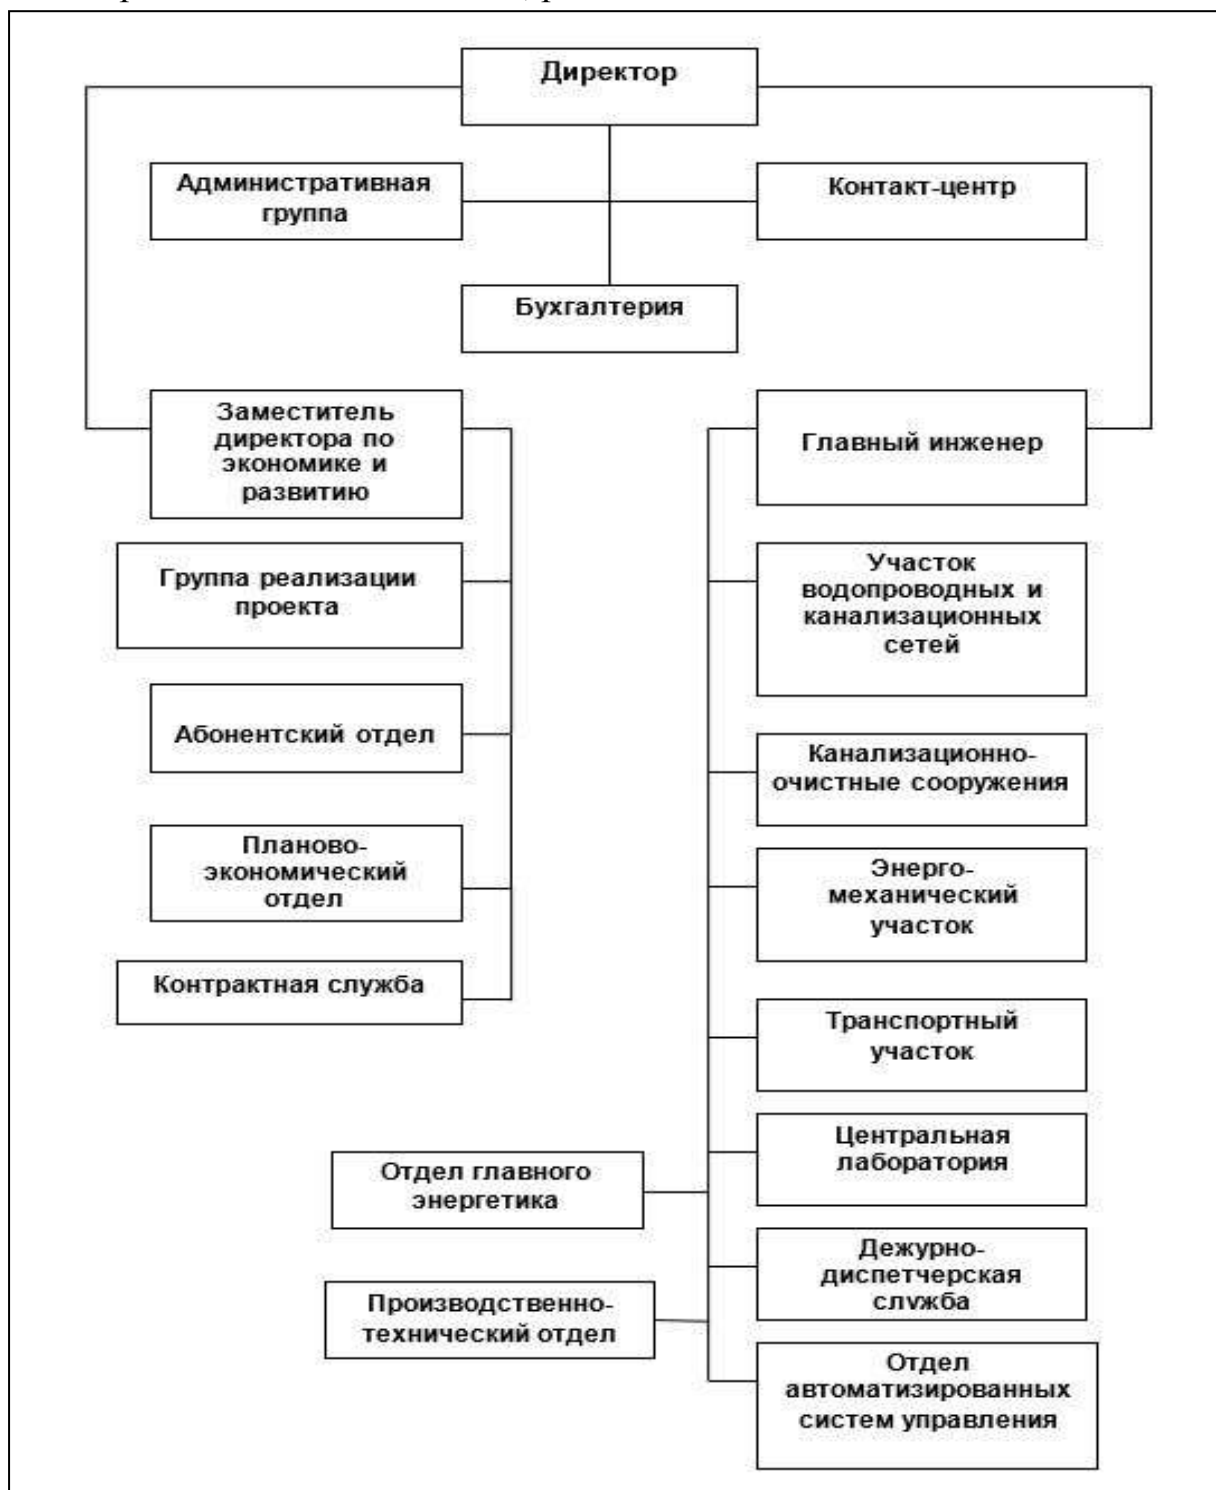 Директор
Административная
группа
Контакт-центр
Бухгалтерия
Заместитель
директора по
экономике и
развитию
Главный инженер
Группа реализации
проекта
Участок
водопроводных и
канализационных
сетей
Абонентский отдел
Канализационно-
очистные сооружения
Планово-
экономический
отдел
Энерго-
механический
участок
Контрактная служба
Транспортный
участок
Центральная
лаборатория
Отдел главного
энергетика
Дежурно-
диспетчерская
служба
Производственно-
технический отдел
Отдел
автоматизированных
систем управления